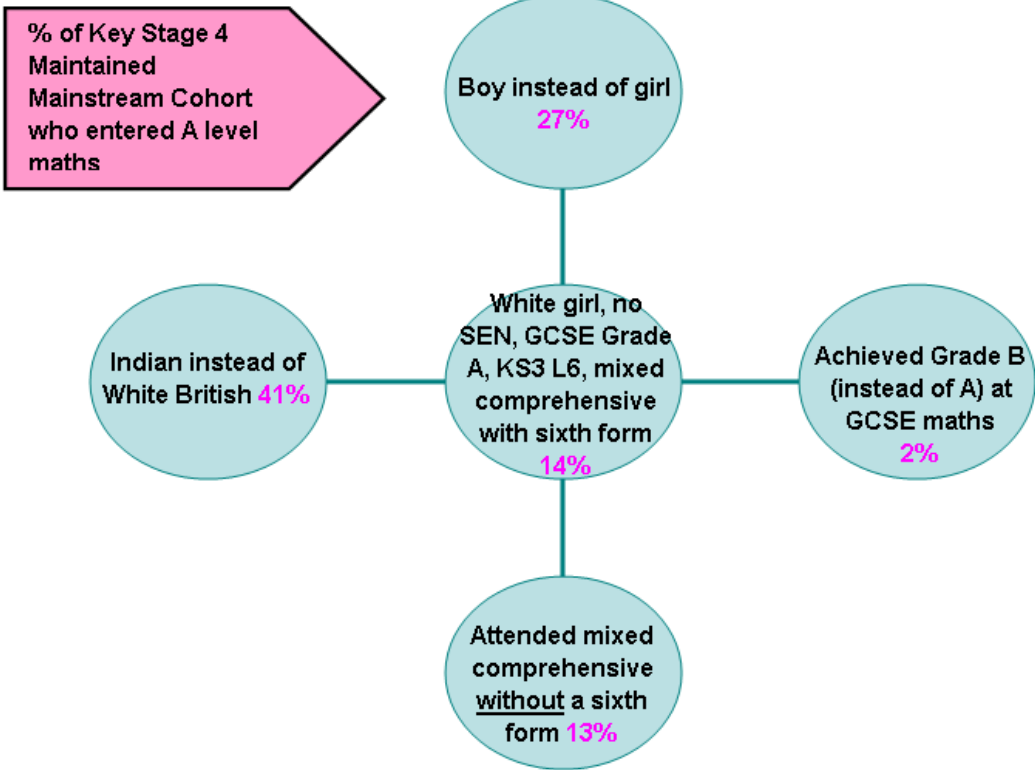 % of Key Stage 4
Maintained
Mainstream Cohort
who entered A level
maths
Boy instead of girl
27%
White girl, no
SEN, GCSE Grade
A, KS3 L6, mixed
comprehensive
with sixth form
14%
Indian instead of
White British 41%
Achieved Grade B
(instead of A) at
GCSE maths
2%
Attended mixed
comprehensive
without a sixth
form 13%